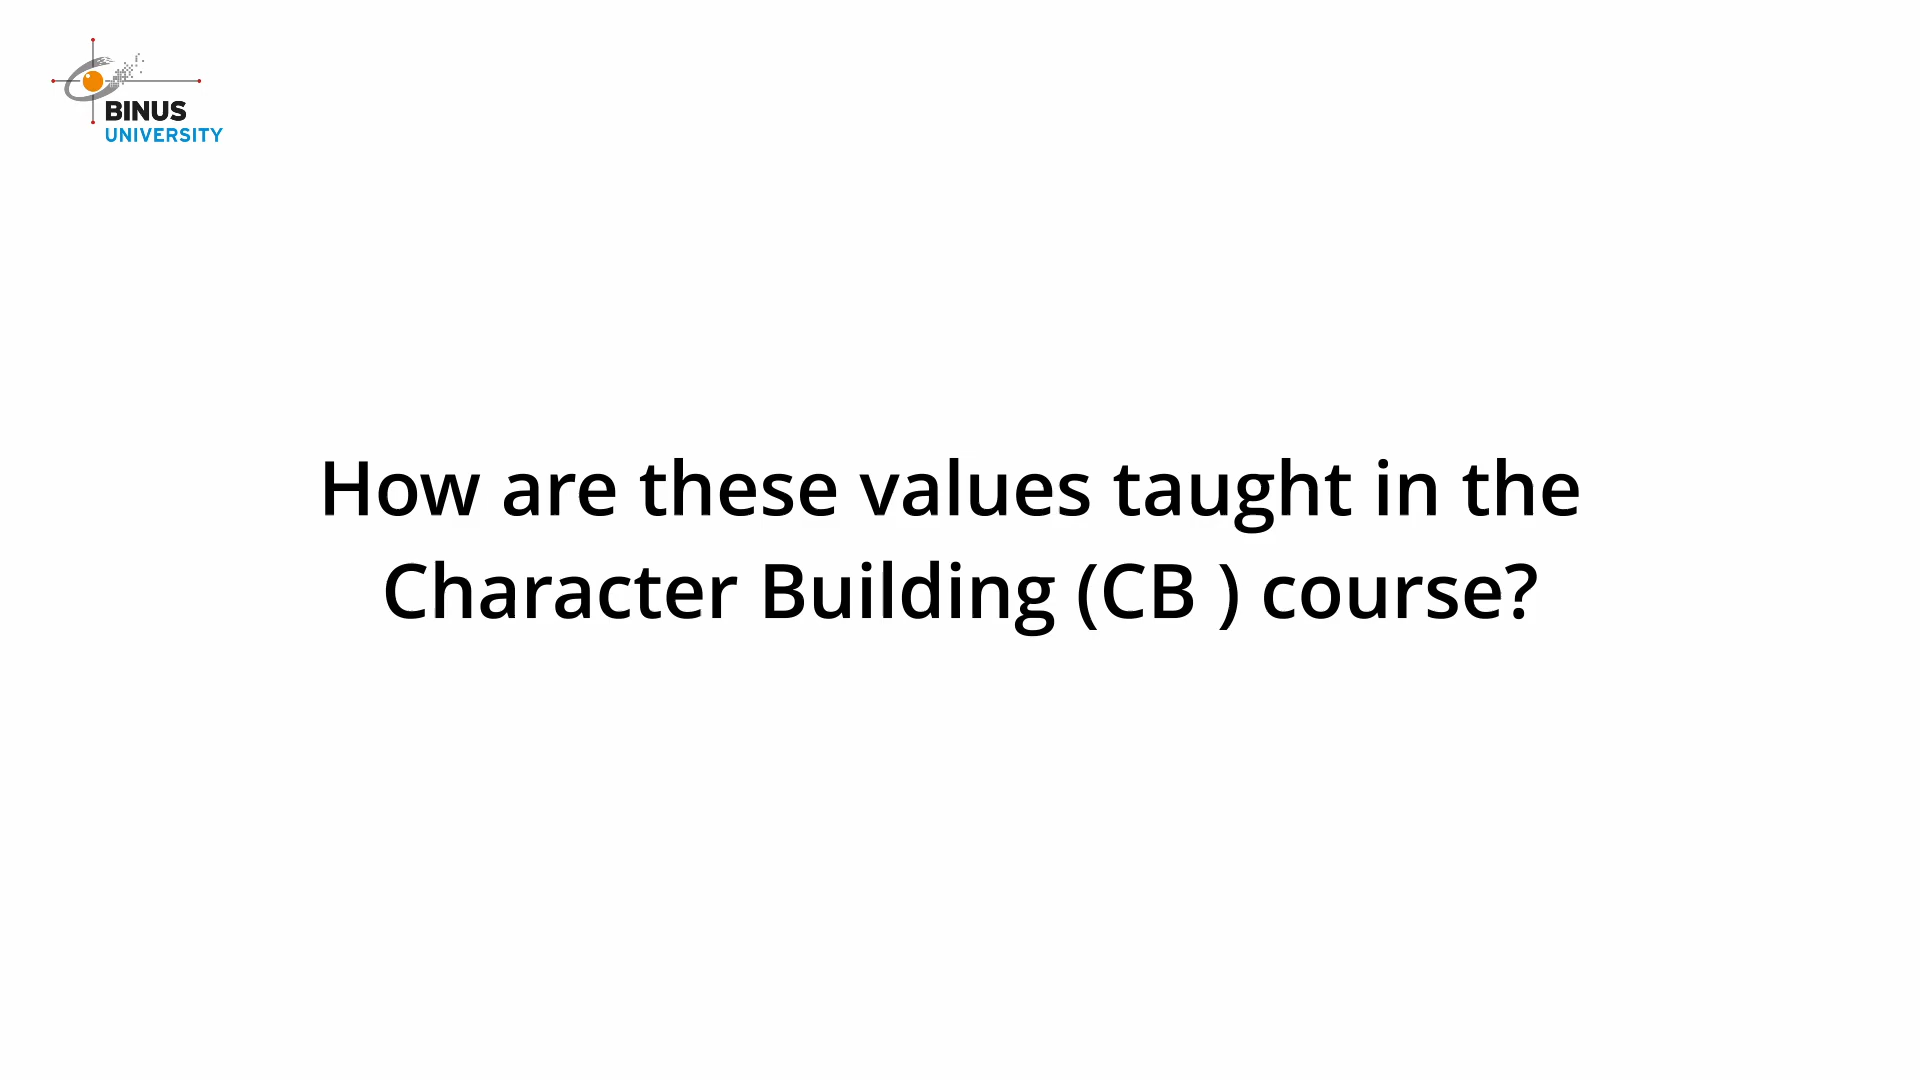 BINUS
UNIVERSITY
How are these values taught in the
Character Building (CB ) course?